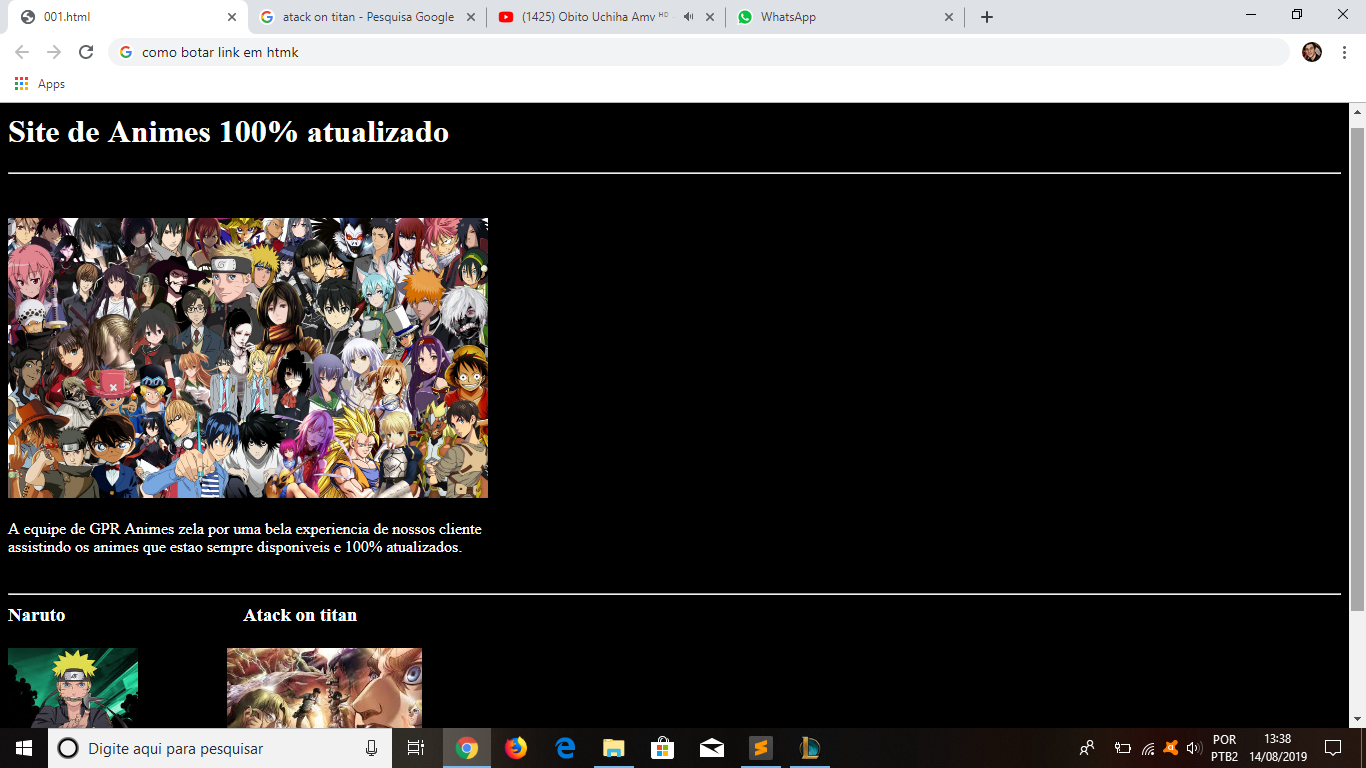 001.html
atack on titan - Pesquisa Google
(1425) Obito Uchiha Amv ᴴᴰ
WhatsApp
como botar link em htmk
Apps
Site de Animes 100% atualizado
A equipe de GPR Animes zela por uma bela experiencia de nossos cliente
assistindo os animes que estao sempre disponiveis e 100% atualizados.
Naruto
Atack on titan
Digite aqui para pesquisar
POR
PTB2
13:38
14/08/2019